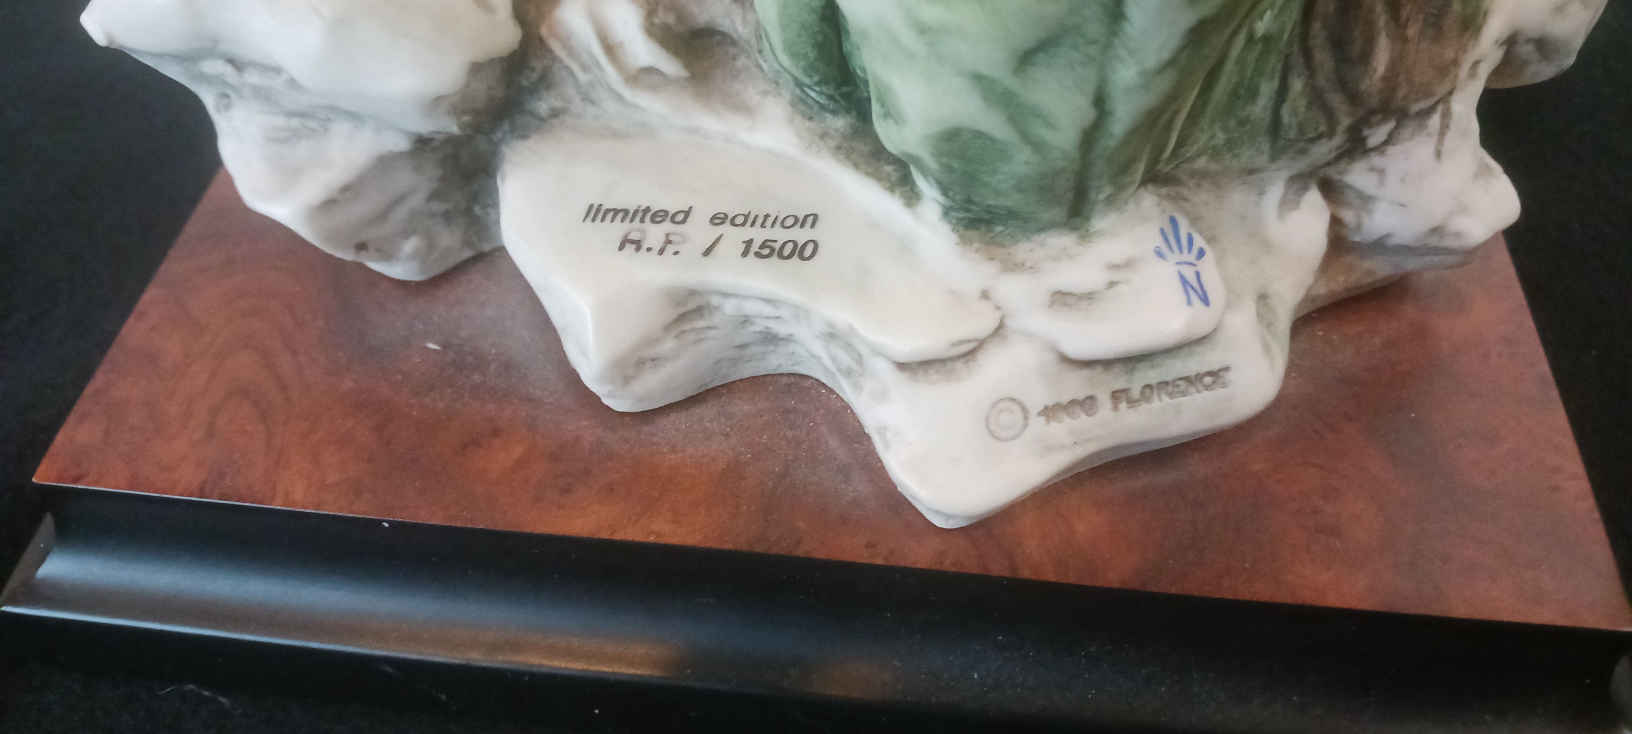 limited edition
A.P. / 1500
N
© FLORENCE